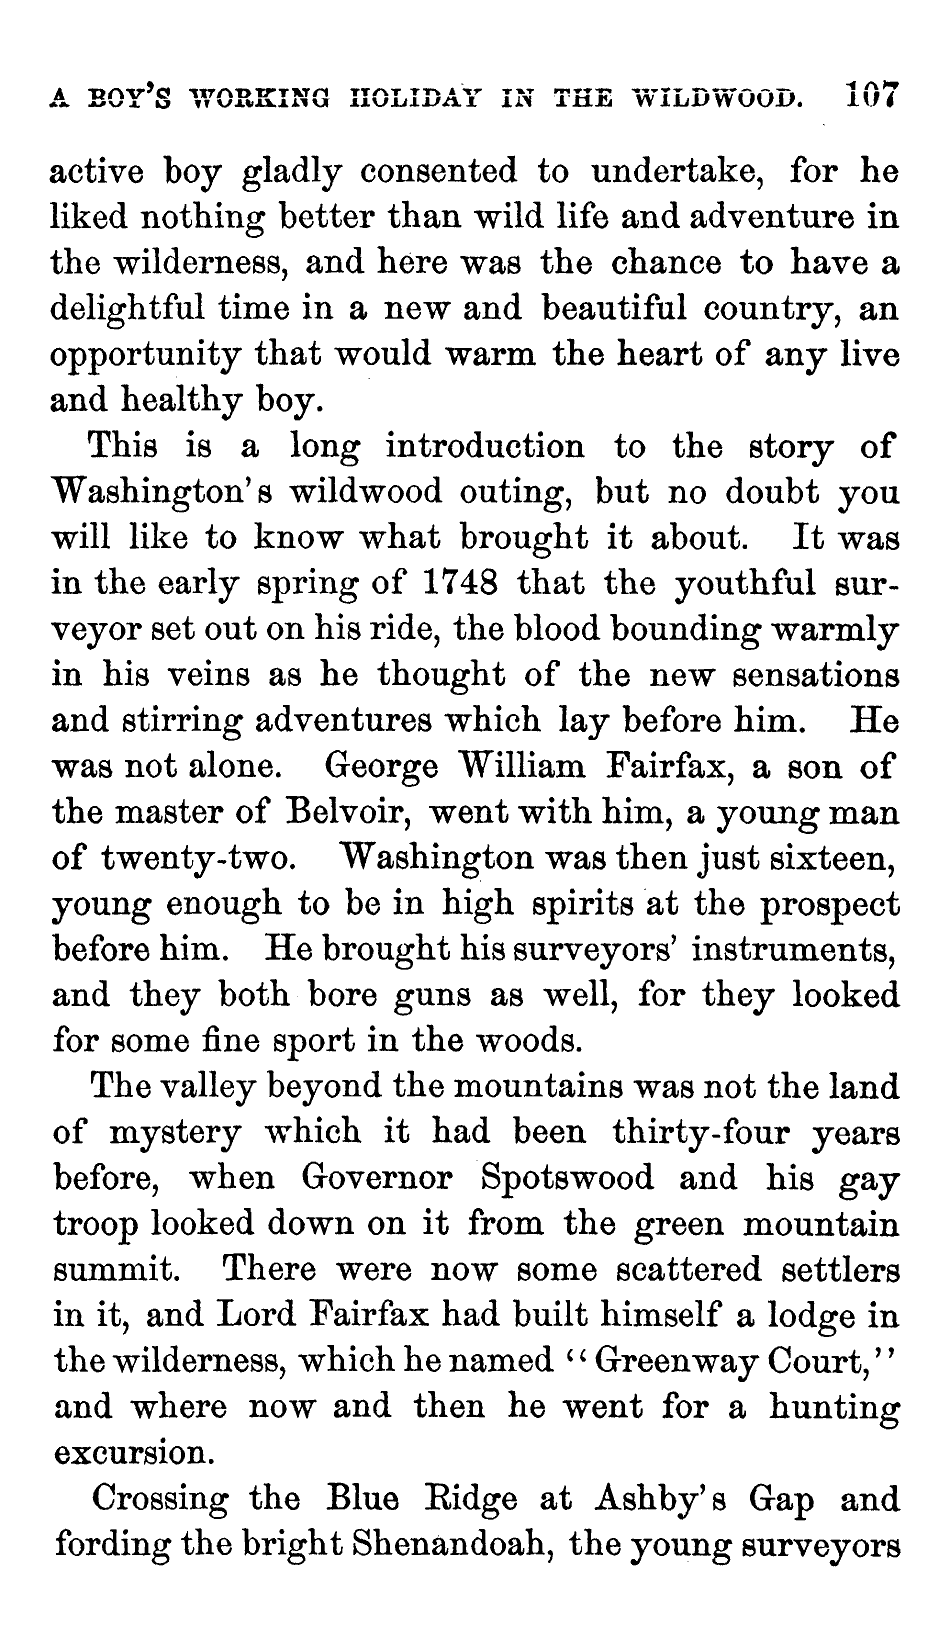 A BOY'S WORKING HOLIDAY IN THE WILDWOOD. 107
active boy gladly consented to undertake, for he
liked nothing better than wild life and adventure in
the wilderness, and here was the chance to have a
delightful time in a new and beautiful country, an
opportunity that would warm the heart of any live
and healthy boy.
This is a long introduction to the story of
Washington's wildwood outing, but no doubt you
will like to know what brought it about. It was
in the early spring of 1748 that the youthful sur-
veyor set out on his ride, the blood bounding warmly
in his veins as he thought of the new sensations
and stirring adventures which lay before him. He
was not alone. George William Fairfax, a son of
the master of Belvoir, went with him, a young man
of twenty-two. Washington was then just sixteen,
young enough to be in high spirits at the prospect
before him. He brought his surveyors' instruments,
and they both bore guns as well, for they looked
for some fine sport in the woods.
The valley beyond the mountains was not the land
of mystery which it had been thirty-four years
before, when Governor Spotswood and his gay
troop looked down on it from the green mountain
summit. There were now some scattered settlers
in it, and Lord Fairfax had built himself a lodge in
the wilderness, which he named "Greenway Court,"
and where now and then he went for a hunting
excursion.
Crossing the Blue Ridge at Ashby's Gap and
fording the bright Shenandoah, the young surveyors